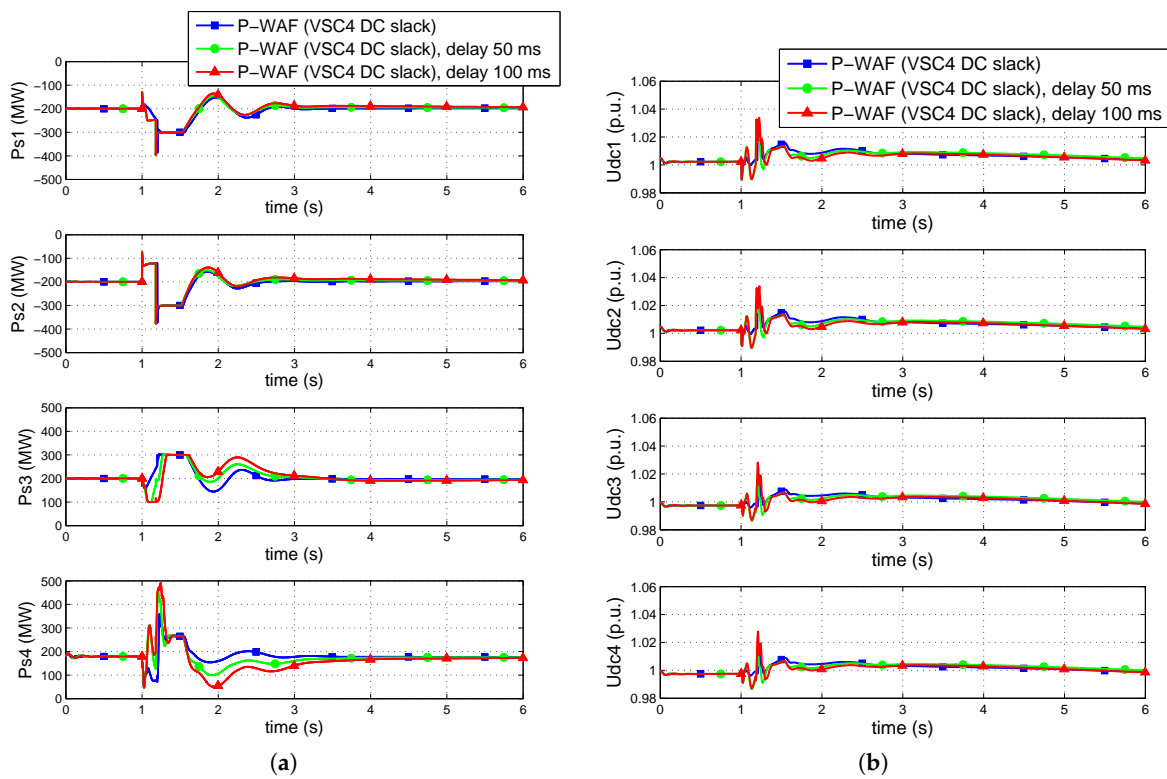 P−WAF (VSC4 DC slack)
P−WAF (VSC4 DC slack), delay 50 ms
P−WAF (VSC4 DC slack), delay 100 ms
0
−100
−200
−300
−400
−500
Ps1 (MW)
0 1 2 3 4 5 6
time (s)
0
−100
−200
−300
−400
−500
Ps2 (MW)
0 1 2 3 4 5 6
time (s)
500
400
300
200
100
0
Ps3 (MW)
0 1 2 3 4 5 6
time (s)
500
400
300
200
100
0
Ps4 (MW)
0 1 2 3 4 5 6
time (s)
(a)
P−WAF (VSC4 DC slack)
P−WAF (VSC4 DC slack), delay 50 ms
P−WAF (VSC4 DC slack), delay 100 ms
1.06
1.04
1.02
1
0.98
Udc1 (p.u.)
0 1 2 3 4 5 6
time (s)
1.06
1.04
1.02
1
0.98
Udc2 (p.u.)
0 1 2 3 4 5 6
time (s)
1.06
1.04
1.02
1
0.98
Udc3 (p.u.)
0 1 2 3 4 5 6
time (s)
1.06
1.04
1.02
1
0.98
Udc4 (p.u.)
0 1 2 3 4 5 6
time (s)
(b)